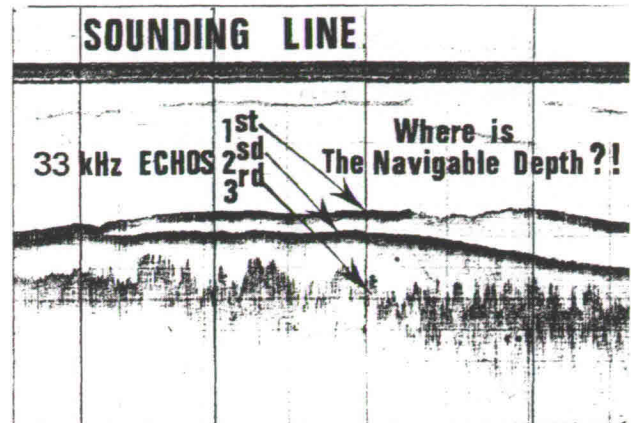 SOUNDING LINE
1st
2sd
3rd
33 kHz ECHOS
Where is
The Navigable Depth?!